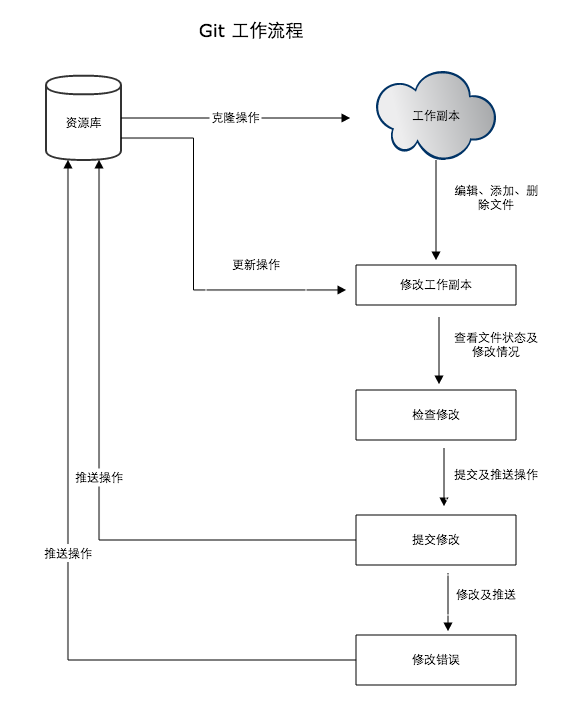 Git 工作流程
资源库
克隆操作
工作副本
编辑、添加、删
除文件
更新操作
修改工作副本
查看文件状态及
修改情况
检查修改
推送操作
提交及推送操作
提交修改
推送操作
修改及推送
修改错误